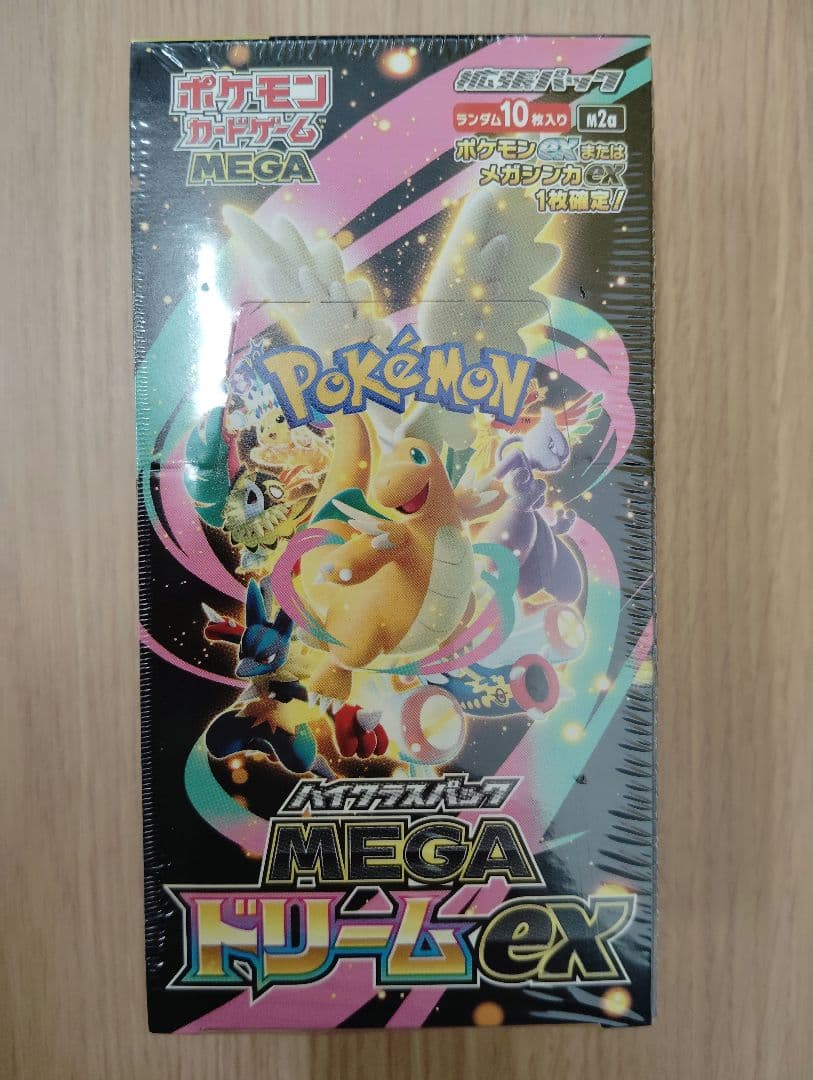 ポケモン
カードゲーム
MEGA
拡張パック
ランダム10枚入り M2a
ポケモンexまたは
メガシンカex
1枚確定!
POKéMON
TM
ハイクラスパック
MEGA
ドリームex